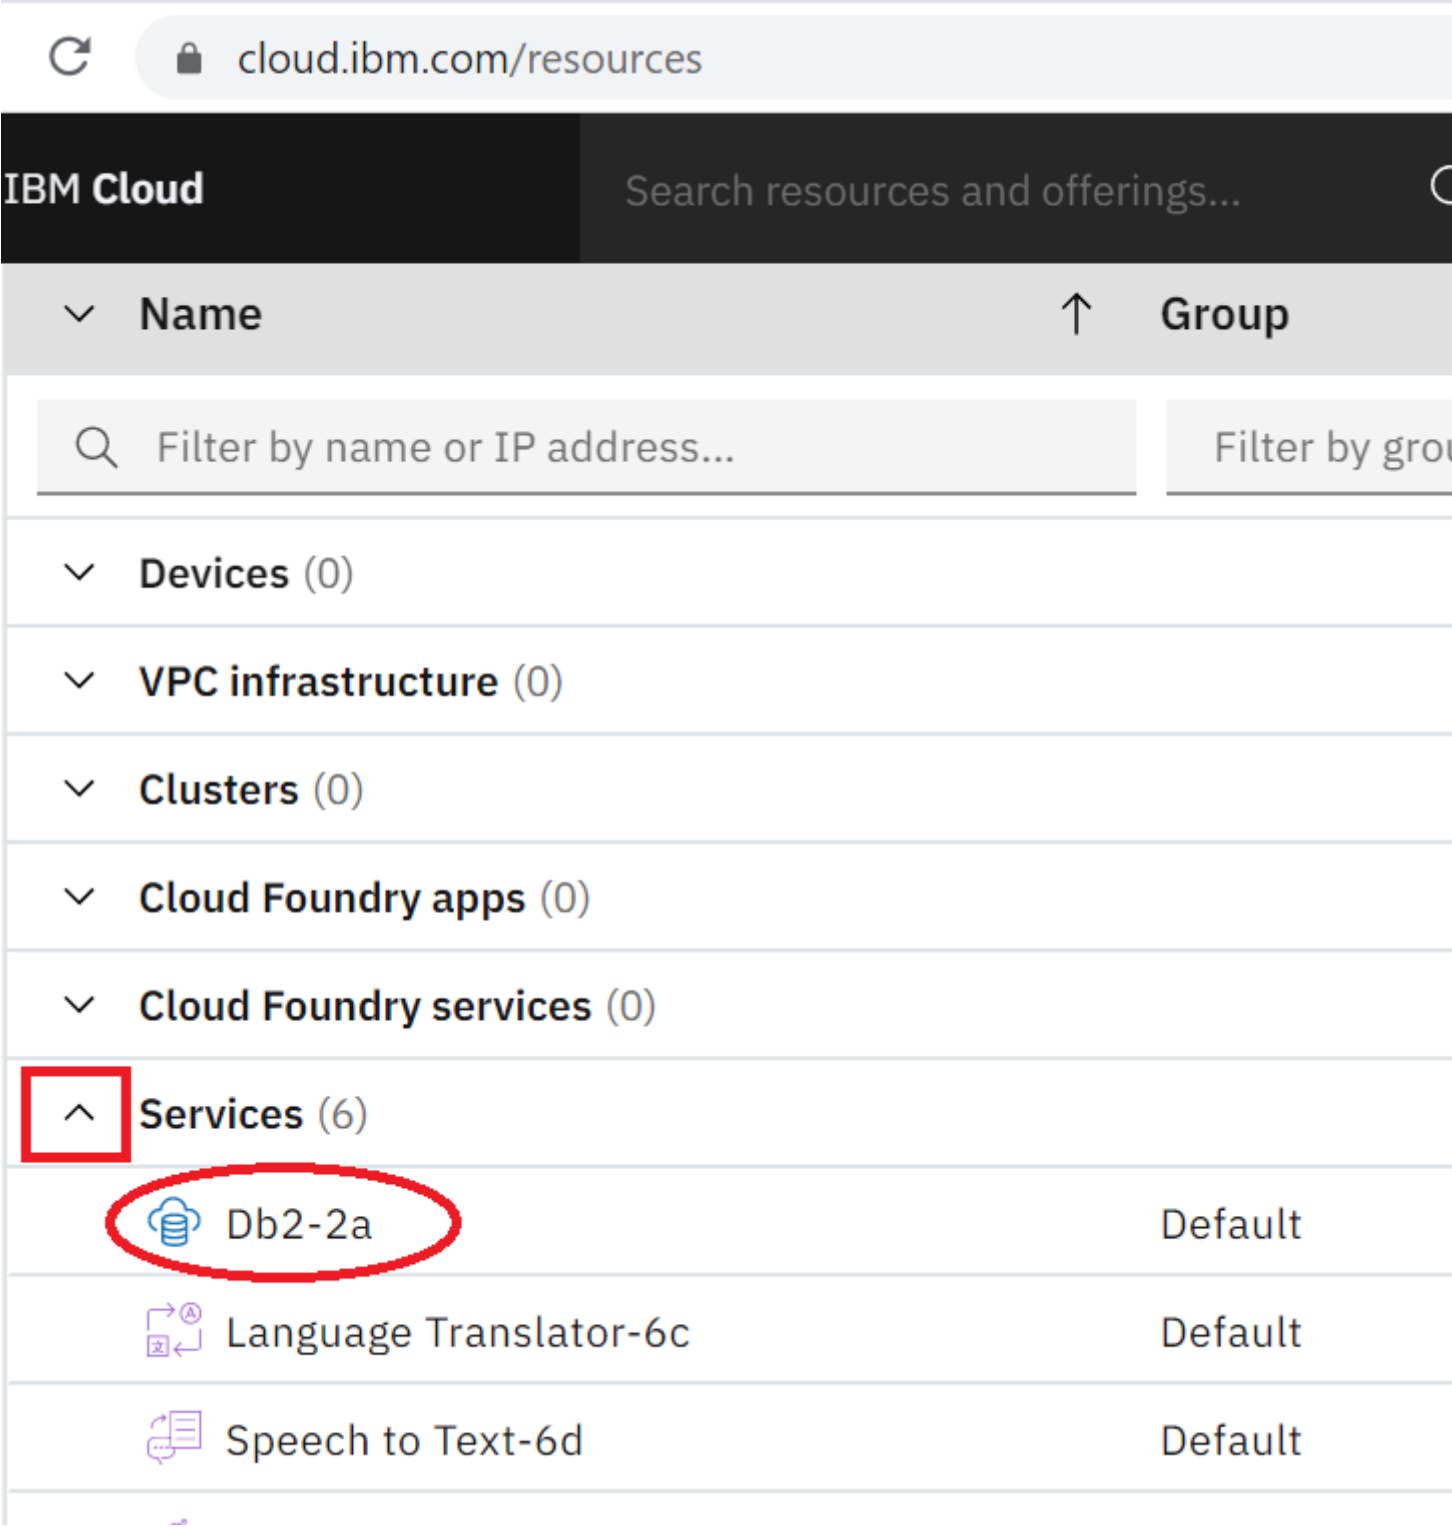 cloud.ibm.com/resources
IBM Cloud
Search resources and offerings...
Name Group
Filter by name or IP address... Filter by grou
Devices (0)
VPC infrastructure (0)
Clusters (0)
Cloud Foundry apps (0)
Cloud Foundry services (0)
Services (6)
Db2-2a Default
Language Translator-6c Default
Speech to Text-6d Default